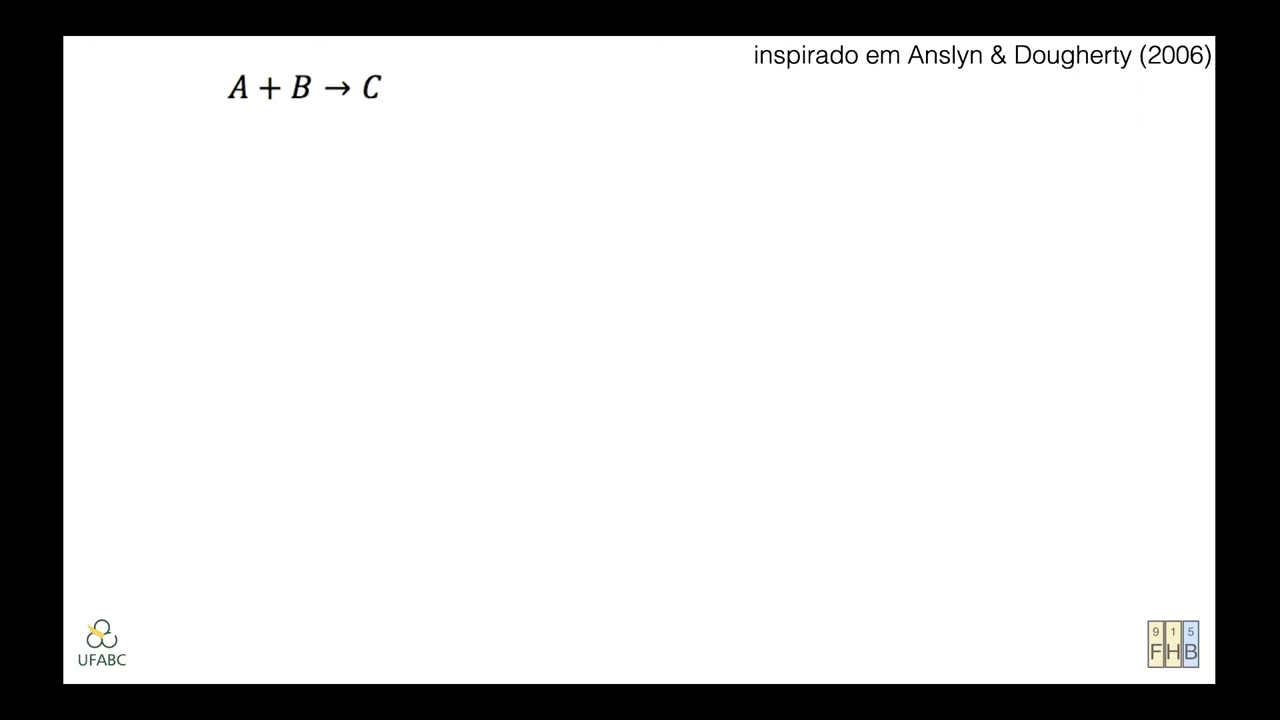 inspirado em Anslyn & Dougherty (2006)
A + B → C
UFABC
9 1 5
F H B